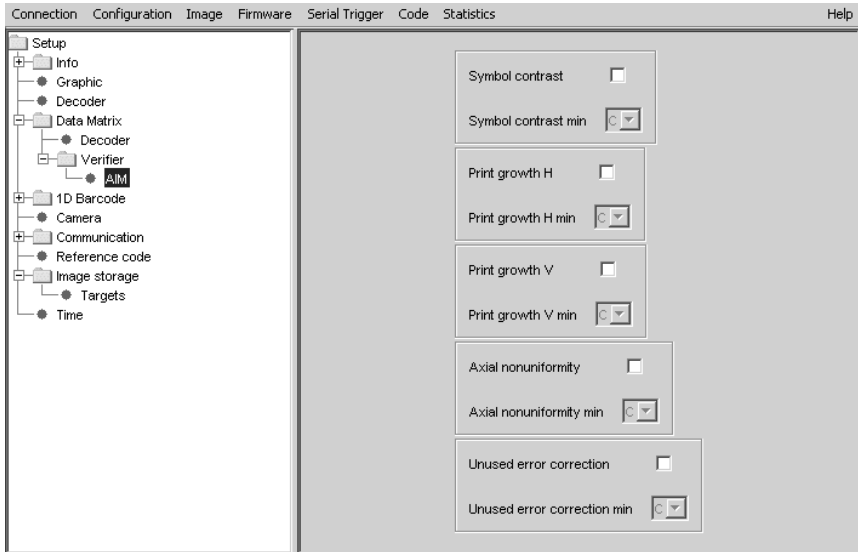 Connection Configuration Image Firmware Serial Trigger Code Statistics Help
Setup
Info
Graphic
Decoder
Data Matrix
Decoder
Verifier
AIM
1D Barcode
Camera
Communication
Reference code
Image storage
Targets
Time
Symbol contrast
Symbol contrast min C
Print growth H
Print growth H min C
Print growth V
Print growth V min C
Axial nonuniformity
Axial nonuniformity min C
Unused error correction
Unused error correction min C